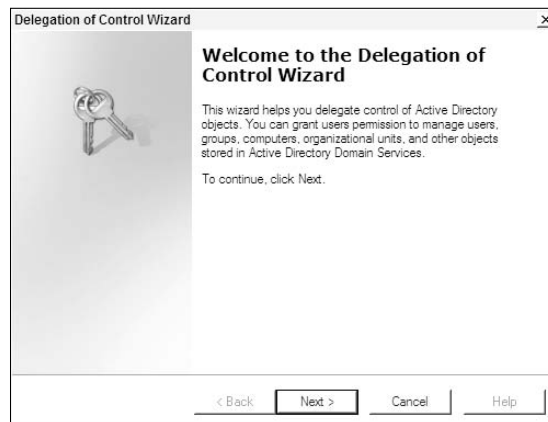 Delegation of Control Wizard
Welcome to the Delegation of
Control Wizard
This wizard helps you delegate control of Active Directory
objects. You can grant users permission to manage users,
groups, computers, organizational units, and other objects
stored in Active Directory Domain Services.
To continue, click Next.
< Back Next > Cancel Help